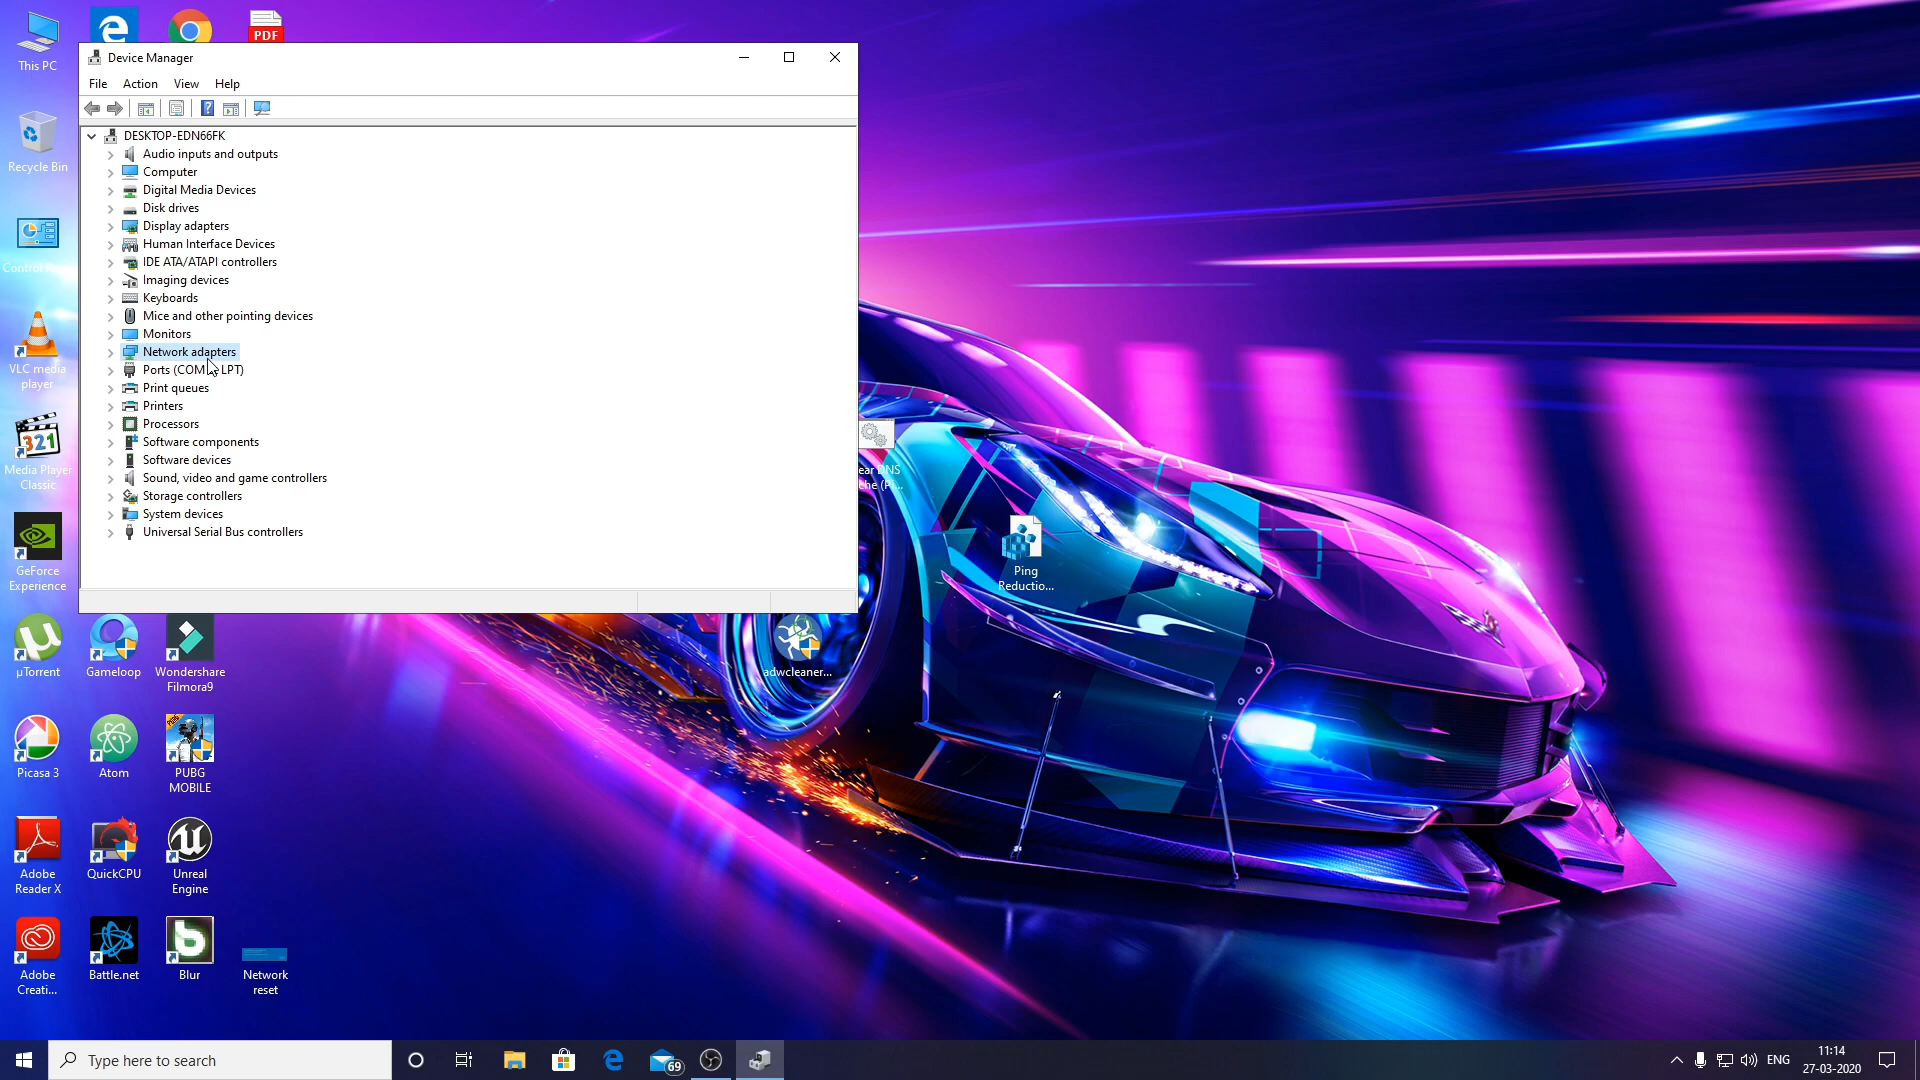 This PC
PDF
Device Manager
File Action View Help
DESKTOP-EDN66FK
Audio inputs and outputs
Computer
Digital Media Devices
Disk drives
Display adapters
Human Interface Devices
IDE ATA/ATAPI controllers
Imaging devices
Keyboards
Mice and other pointing devices
Monitors
Network adapters
Ports (COM LPT)
Print queues
Printers
Processors
Software components
Software devices
Sound, video and game controllers
Storage controllers
System devices
Universal Serial Bus controllers
Recycle Bin
Control
VLC media
player
321
Media Player
Classic
GeForce
Experience
ear DNS
Ping
Reductio...
µTorrent
Gameloop
Wondershare
Filmora9
adwcleaner...
Picasa 3
Atom
PUBG
PUBG
MOBILE
Adobe
Reader X
QuickCPU
Unreal
Engine
Adobe
Creati...
Battle.net
Blur
Network
reset
Type here to search
69
ENG
11:14
27-03-2020